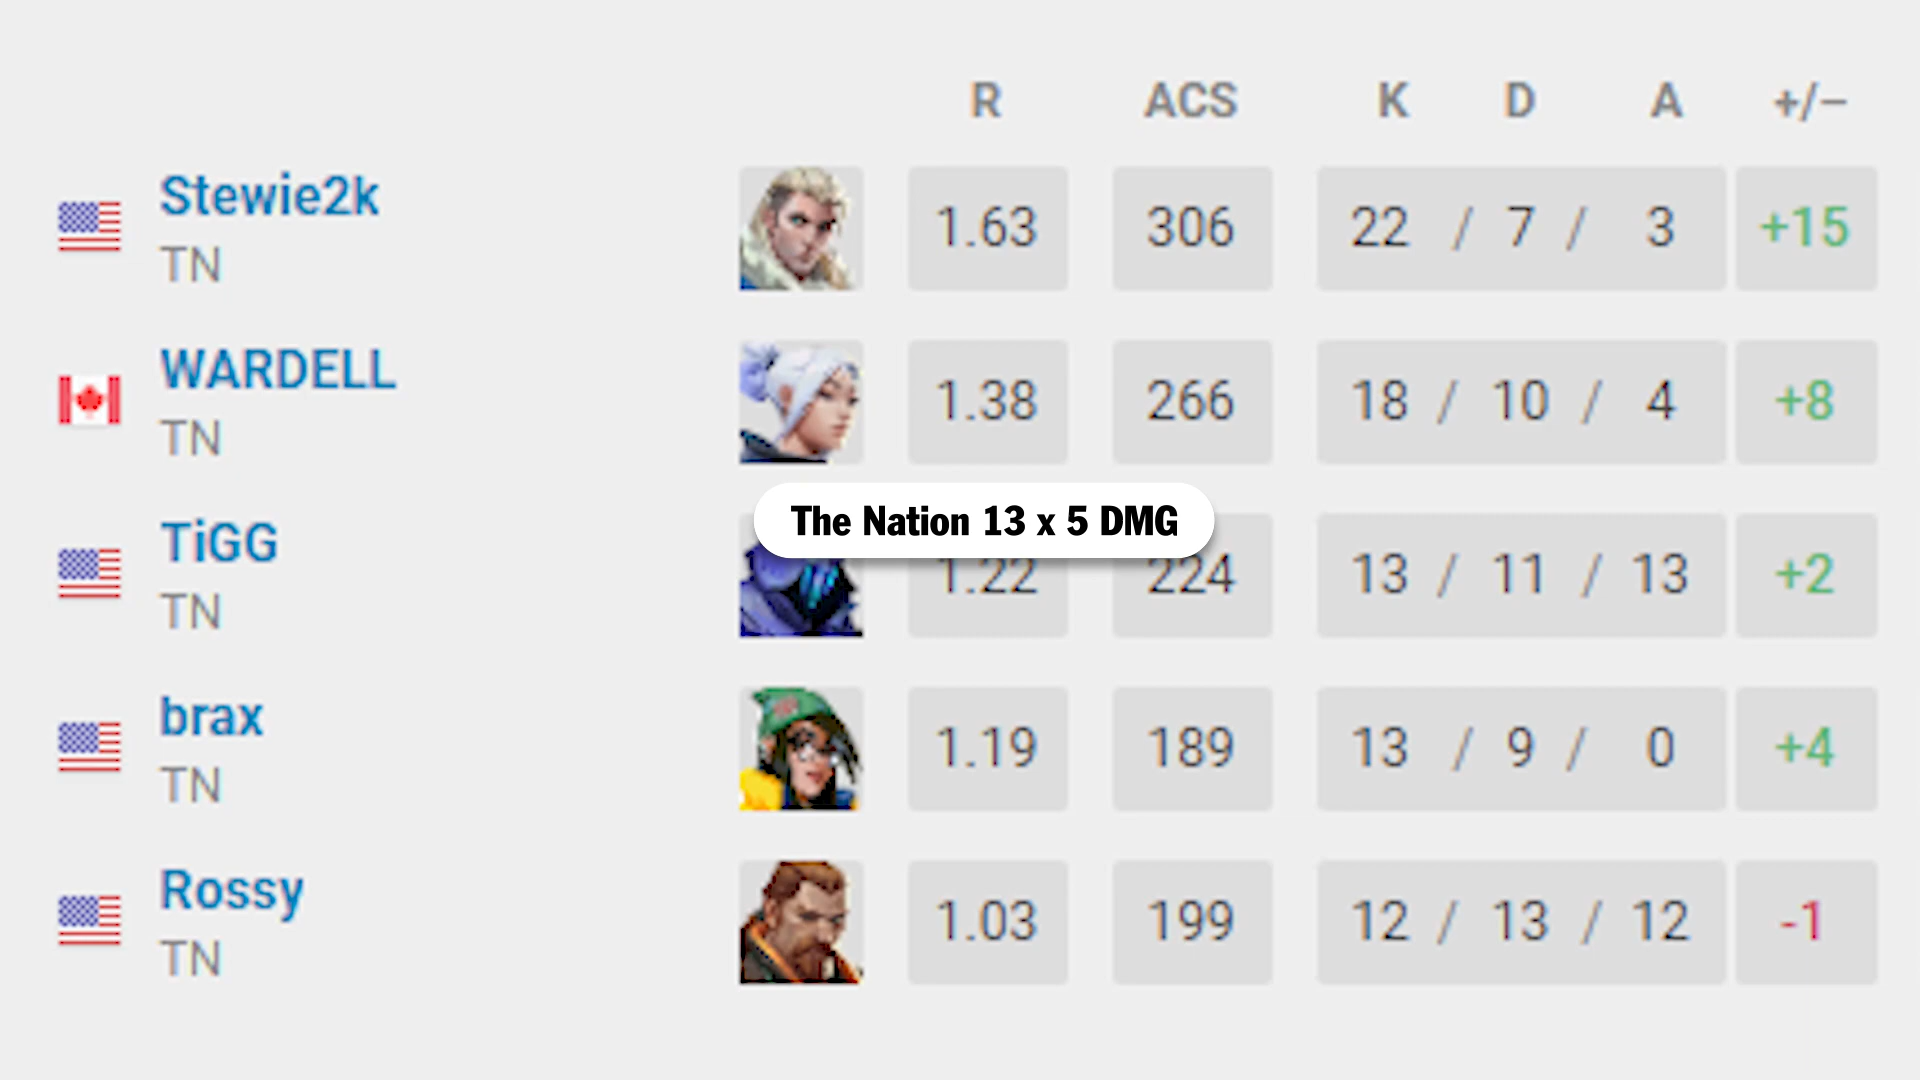 R ACS K D A +/–
Stewie2k
TN
1.63 306 22 / 7 / 3 +15
WARDELL
TN
1.38 266 18 / 10 / 4 +8
The Nation 13 x 5 DMG
TiGG
TN
1.22 224 13 / 11 / 13 +2
brax
TN
1.19 189 13 / 9 / 0 +4
Rossy
TN
1.03 199 12 / 13 / 12 -1